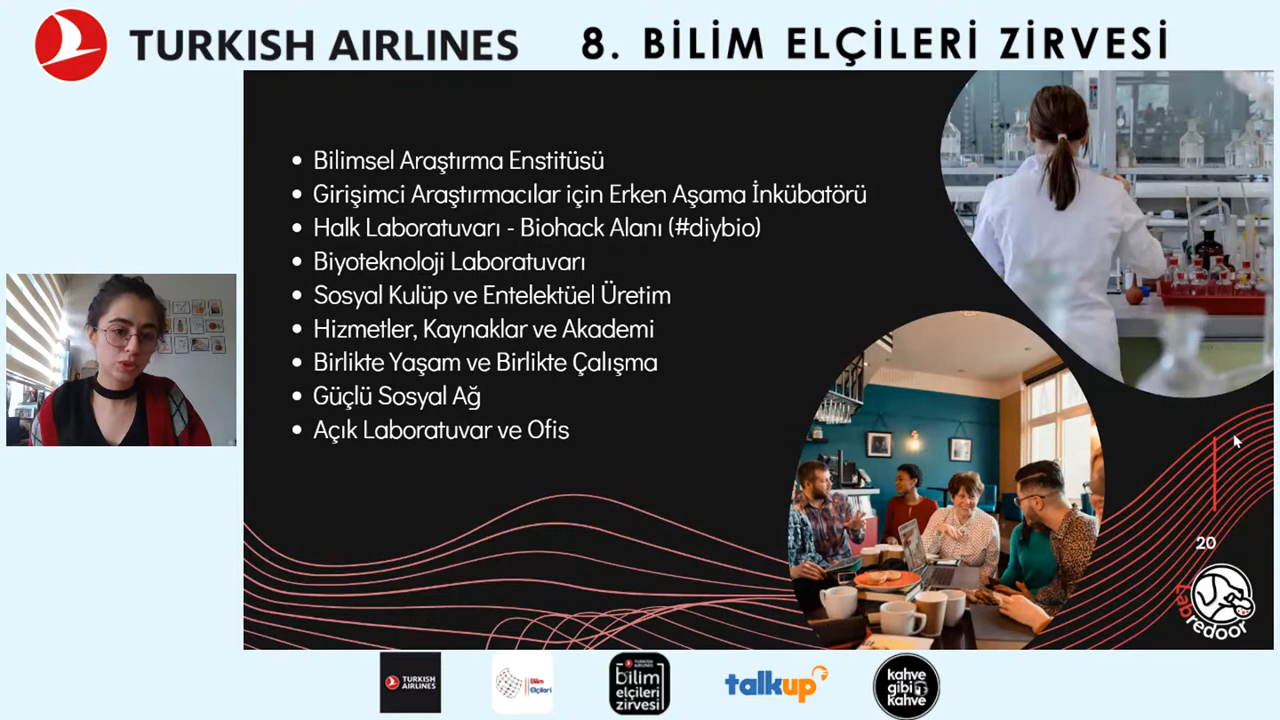 TURKISH AIRLINES
8. BİLİM ELÇİLERİ ZİRVESİ
Bilimsel Araştırma Enstitüsü
Girişimci Araştırmacılar için Erken Aşama İnkübatörü
Halk Laboratuvarı - Biohack Alanı (#diybio)
Biyoteknoloji Laboratuvarı
Sosyal Kulüp ve Entelektüel Üretim
Hizmetler, Kaynaklar ve Akademi
Birlikte Yaşam ve Birlikte Çalışma
Güçlü Sosyal Ağ
Açık Laboratuvar ve Ofis
20
Labredoor
TURKISH
AIRLINES
Bilim
Elçileri
TURKISH
AIRLINES
bilim
elçileri
zirvesi
talkup
kahve
gibi
kahve